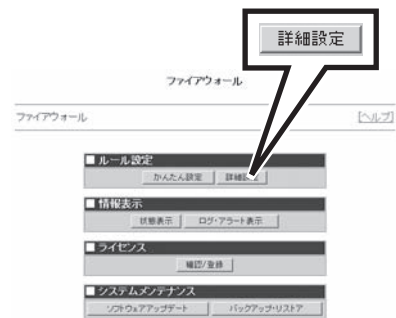 詳細設定
ファイアウォール
ファイアウォール [ヘルプ]
■ ルール設定
かんたん設定 詳細設定
■ 情報表示
状態表示 ログ・アラート表示
■ ライセンス
確認/登録
■ システムメンテナンス
ソフトウェアアップデート バックアップ・リストア